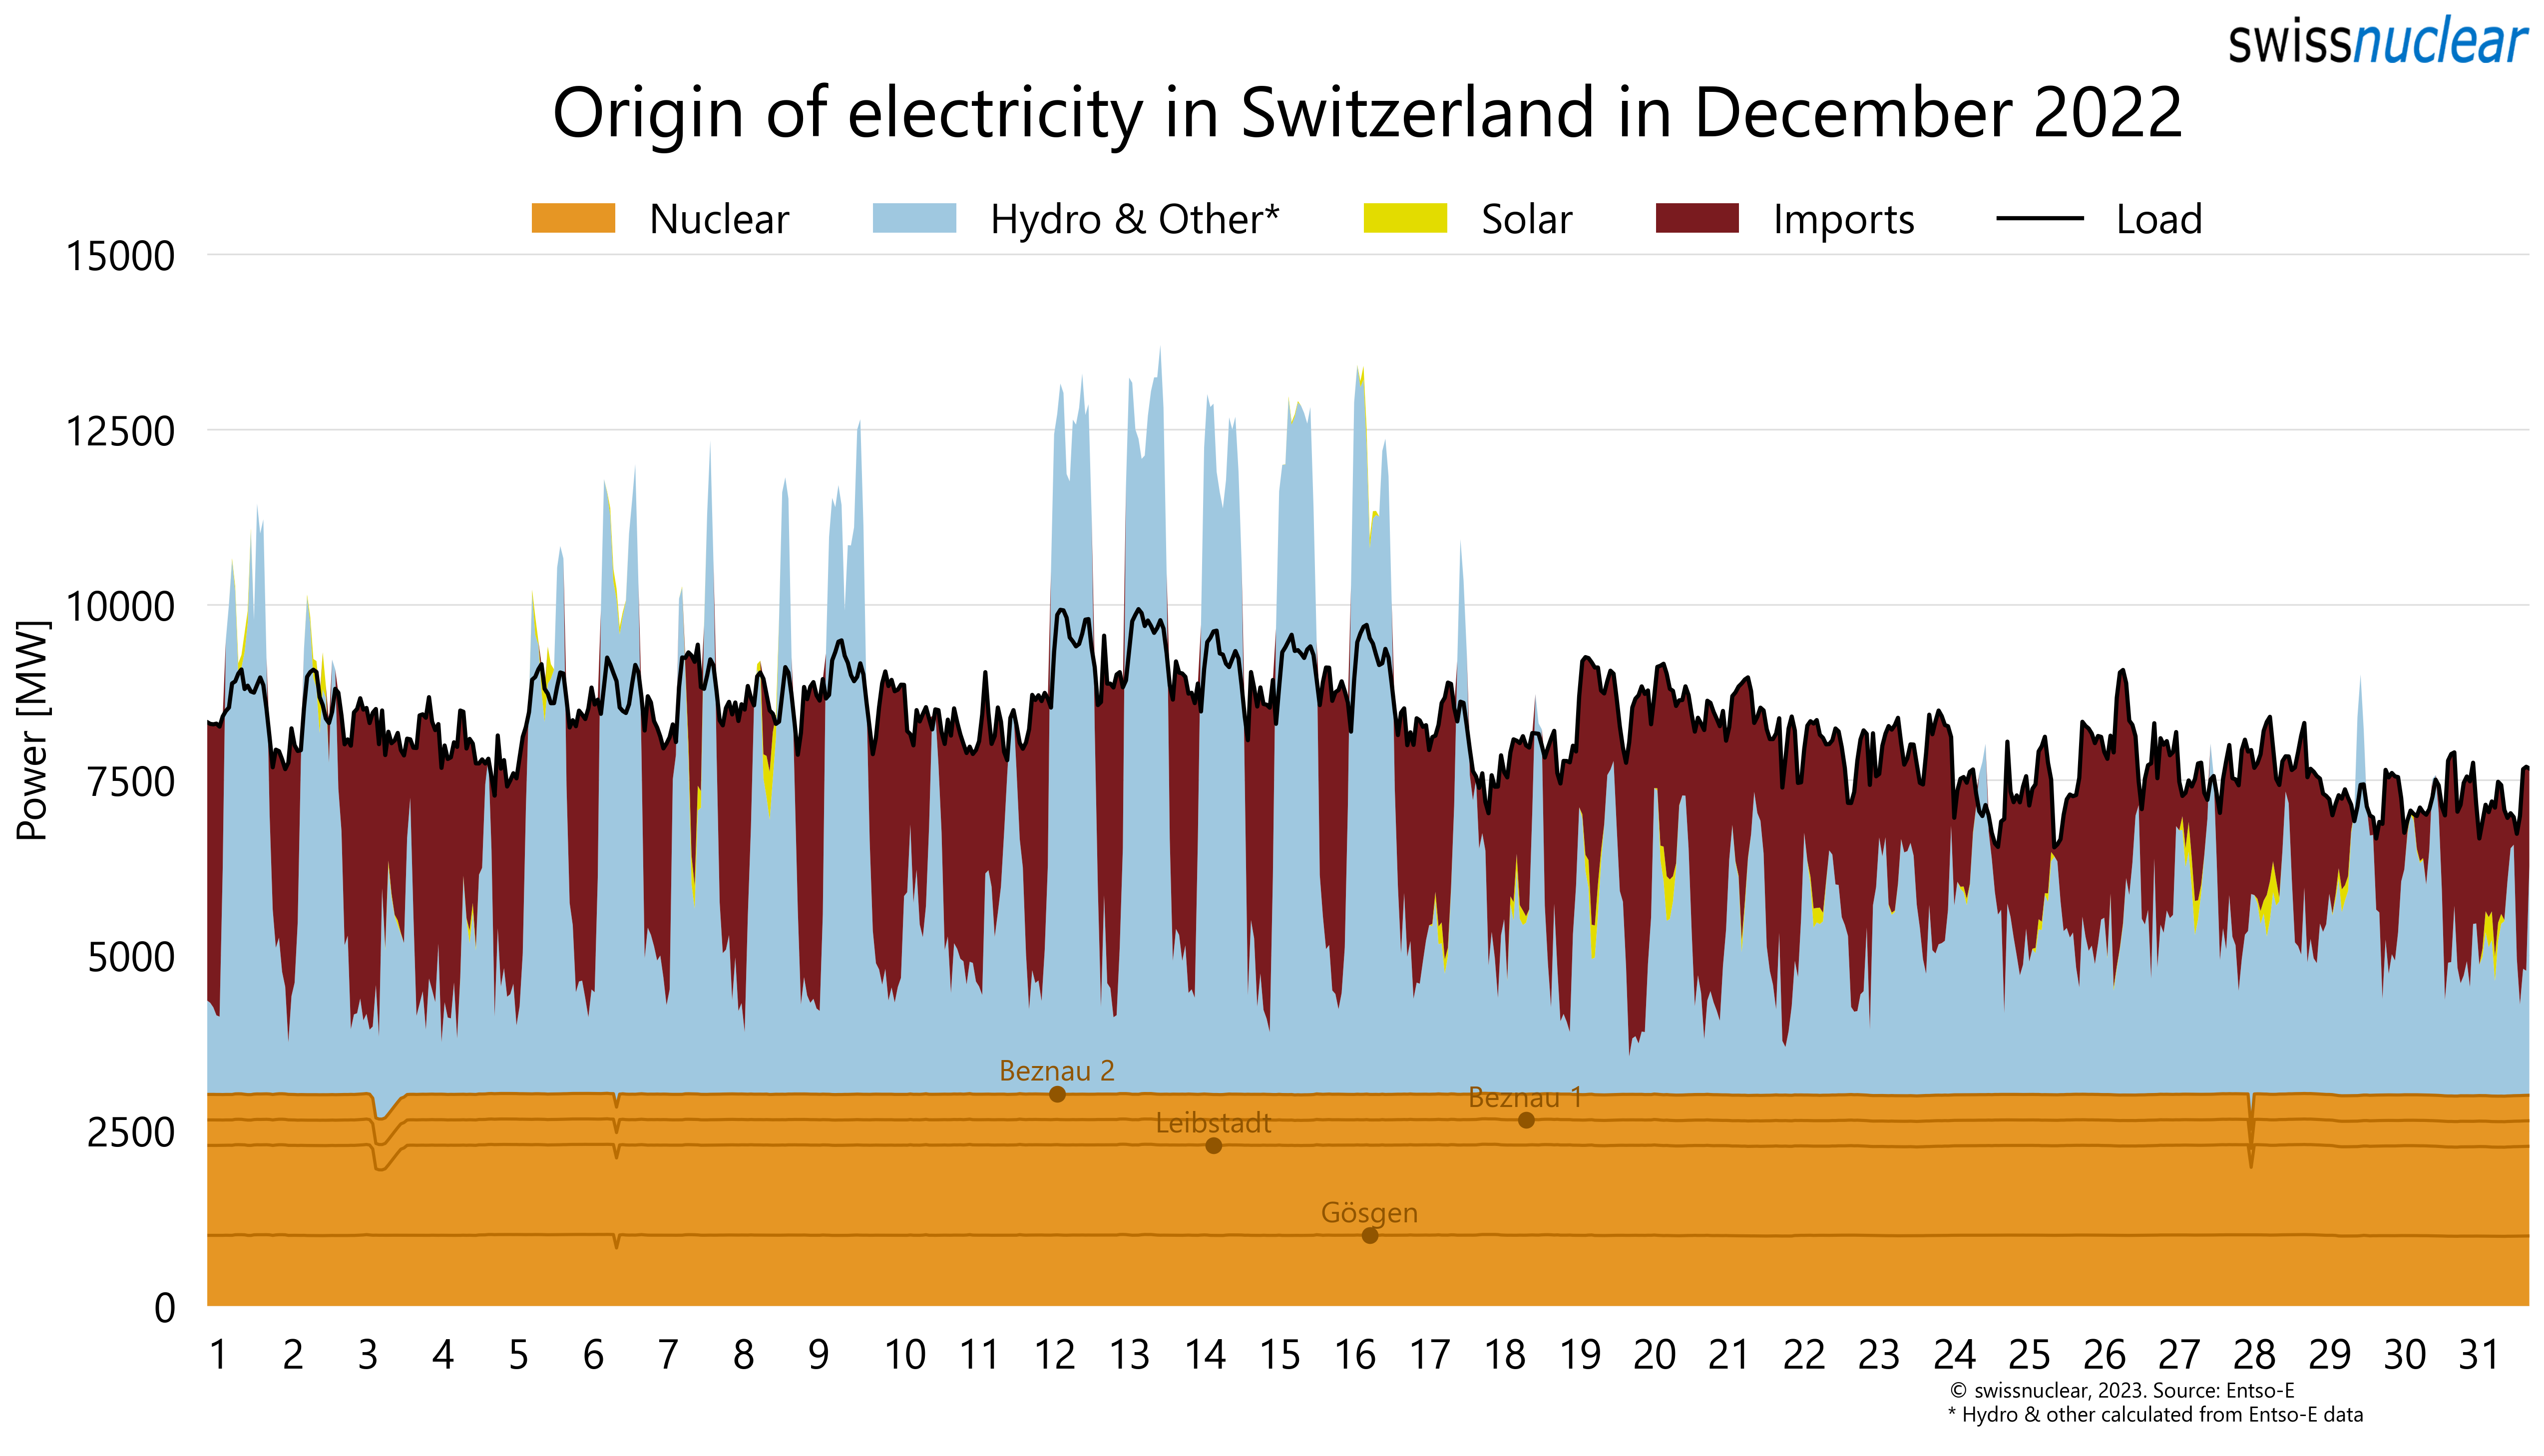 swissnuclear
Origin of electricity in Switzerland in December 2022
Nuclear Hydro & Other* Solar Imports Load
15000
12500
10000
7500
5000
2500
0
Power [MW]
Beznau 2
Beznau 1
Leibstadt
Gösgen
1 2 3 4 5 6 7 8 9 10 11 12 13 14 15 16 17 18 19 20 21 22 23 24 25 26 27 28 29 30 31
© swissnuclear, 2023. Source: Entso-E
* Hydro & other calculated from Entso-E data